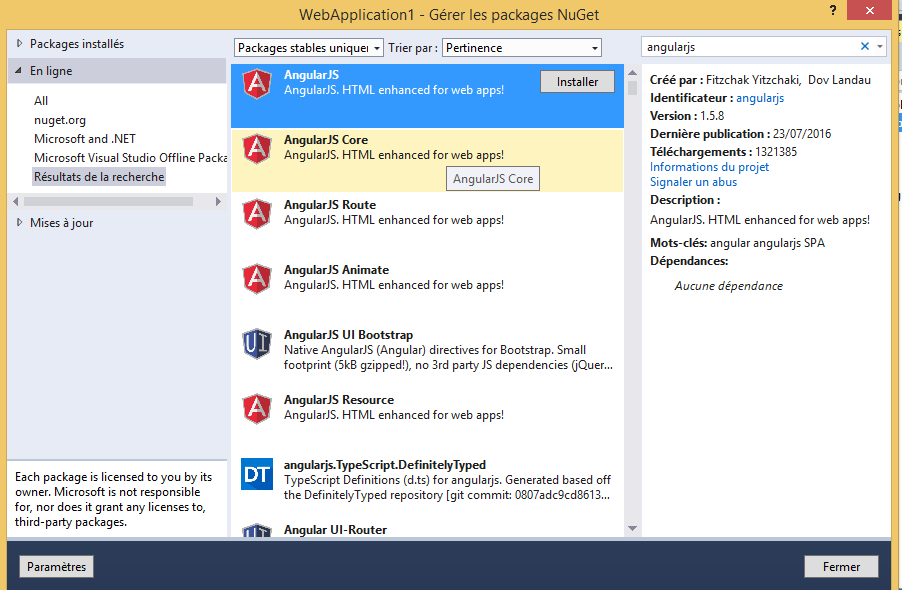 WebApplication1 - Gérer les packages NuGet
?
Packages installés
En ligne
All
nuget.org
Microsoft and .NET
Microsoft Visual Studio Offline Packa
Résultats de la recherche
Mises à jour
Each package is licensed to you by its
owner. Microsoft is not responsible
for, nor does it grant any licenses to,
third-party packages.
Packages stables uniquei
Trier par :
Pertinence
AngularJS
AngularJS. HTML enhanced for web apps!
Installer
AngularJS Core
AngularJS. HTML enhanced for web apps!
AngularJS Core
AngularJS Route
AngularJS. HTML enhanced for web apps!
AngularJS Animate
AngularJS. HTML enhanced for web apps!
UI
AngularJS UI Bootstrap
Native AngularJS (Angular) directives for Bootstrap. Small
footprint (5kB gzipped!), no 3rd party JS dependencies (jQuer...
AngularJS Resource
AngularJS. HTML enhanced for web apps!
DT
angularjs.TypeScript.DefinitelyTyped
TypeScript Definitions (d.ts) for angularjs. Generated based off
the DefinitelyTyped repository [git commit: 0807adc9cd8613...
Angular UI-Router
angularjs
Créé par : Fitzchak Yitzchaki, Dov Landau
Identificateur : angularjs
Version : 1.5.8
Dernière publication : 23/07/2016
Téléchargements : 1321385
Informations du projet
Signaler un abus
Description :
AngularJS. HTML enhanced for web apps!
Mots-clés: angular angularjs SPA
Dépendances:
Aucune dépendance
Paramètres
Fermer